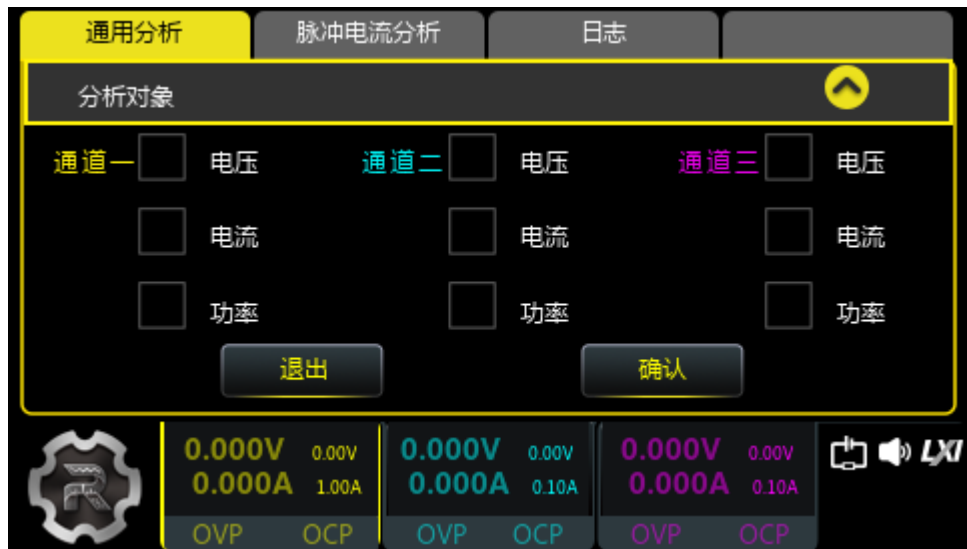 通用分析 脉冲电流分析 日志
分析对象
通道一 电压 通道二 电压 通道三 电压
电流 电流 电流
功率 功率 功率
退出 确认
0.000V 0.00V 0.000V 0.00V 0.000V 0.00V
0.000A 1.00A 0.000A 0.10A 0.000A 0.10A
LXI
OVP OCP OVP OCP OVP OCP
R